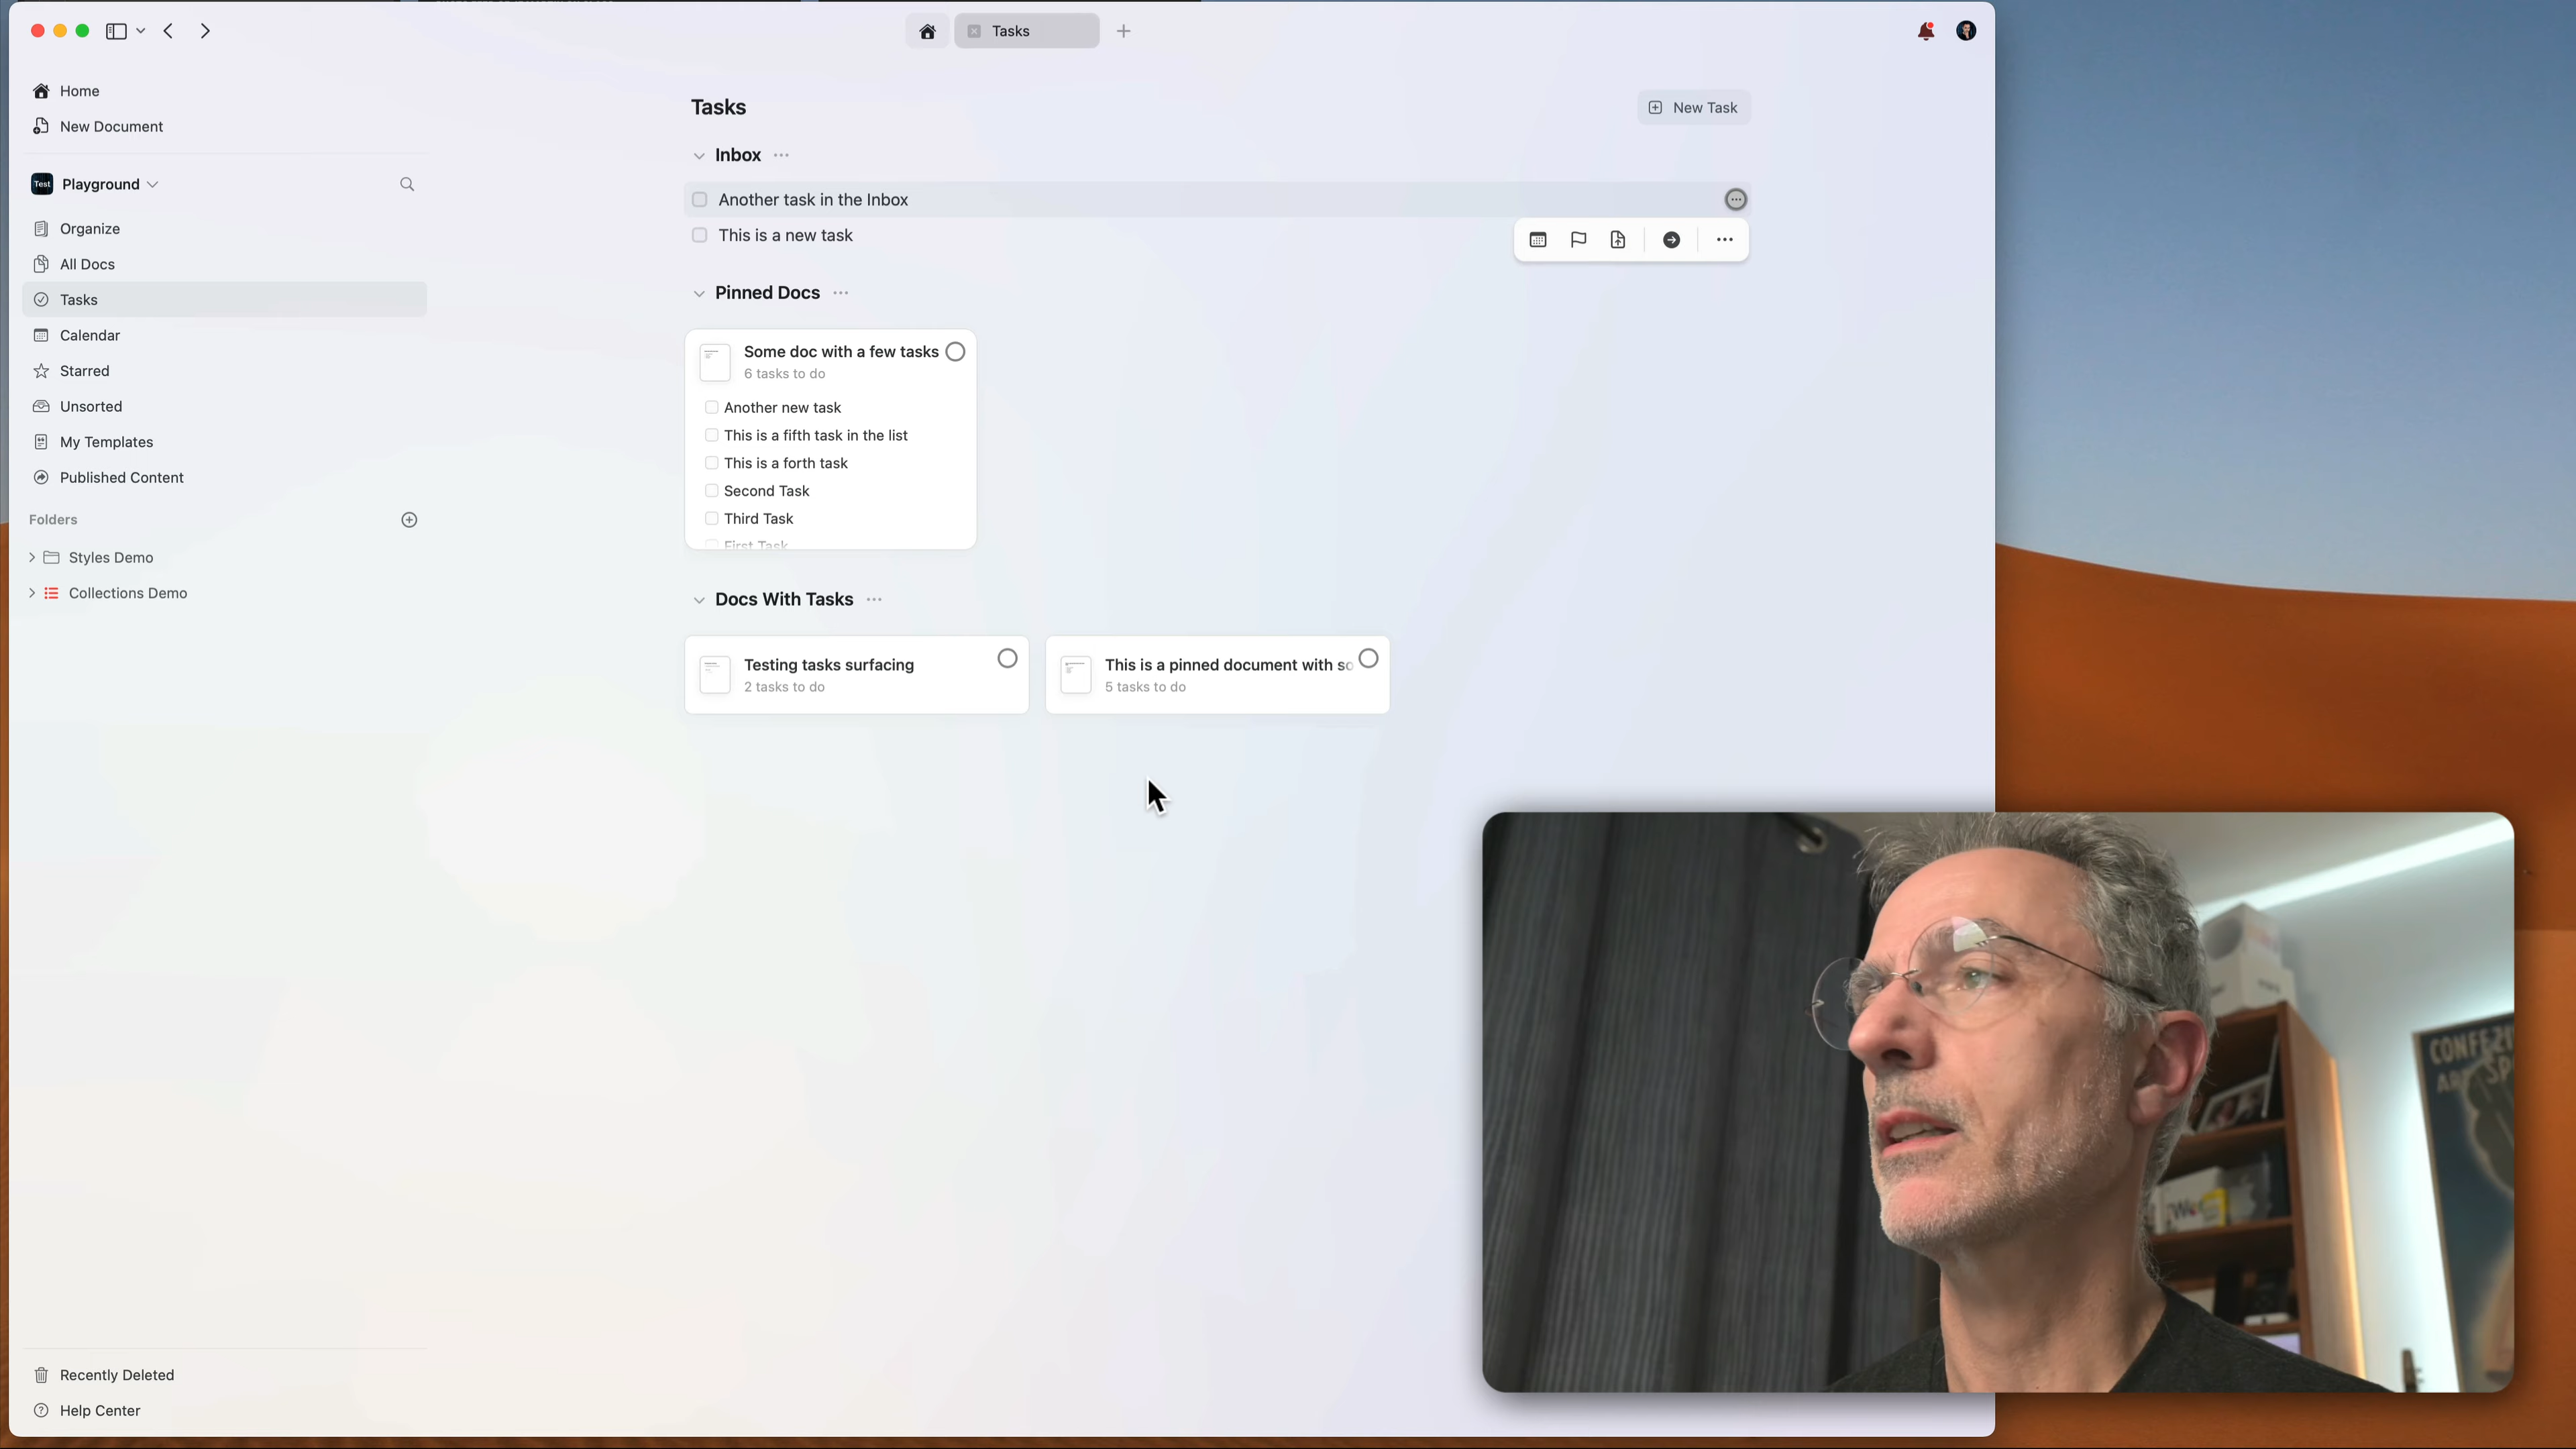 Tasks
Home
New Document
Test
Playground
Organize
All Docs
Tasks
Calendar
Starred
Unsorted
My Templates
Published Content
Folders
Styles Demo
Collections Demo
Recently Deleted
Help Center
Tasks
New Task
Inbox
Another task in the Inbox
This is a new task
Pinned Docs
Some doc with a few tasks
6 tasks to do
Another new task
This is a fifth task in the list
This is a forth task
Second Task
Third Task
First Task
Docs With Tasks
Testing tasks surfacing
2 tasks to do
This is a pinned document with so
5 tasks to do